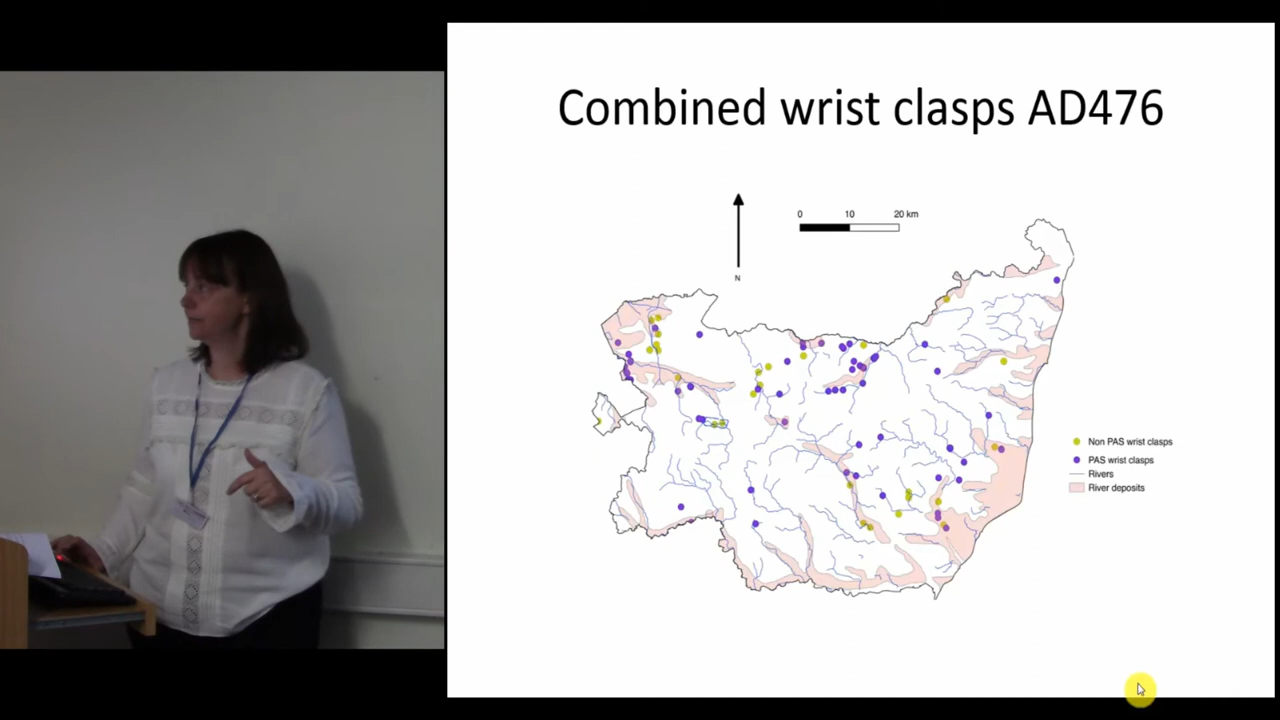 Combined wrist clasps AD476
0 10 20 km
N
Non PAS wrist clasps
PAS wrist clasps
Rivers
River deposits